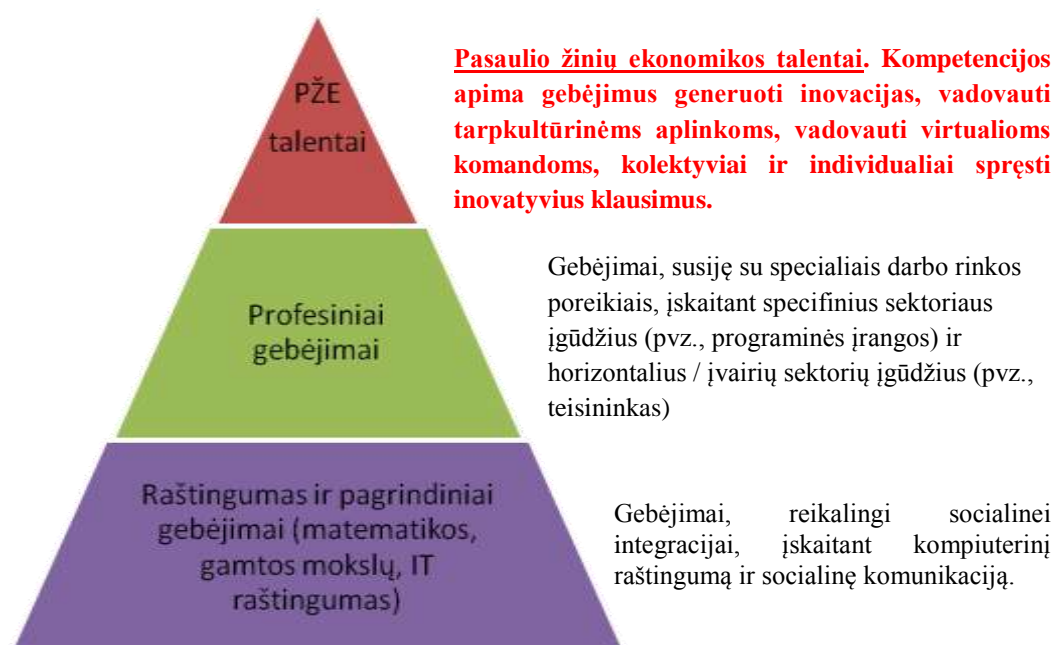 PŽE
talentai
Pasaulio žinių ekonomikos talentai. Kompetencijos
apima gebėjimus generuoti inovacijas, vadovauti
tarpkultūrinėms aplinkoms, vadovauti virtualioms
komandoms, kolektyviai ir individualiai spręsti
inovatyvius klausimus.
Profesiniai
gebėjimai
Gebėjimai, susiję su specialiais darbo rinkos
poreikiais, įskaitant specifinius sektoriaus
įgūdžius (pvz., programinės įrangos) ir
horizontalius / įvairių sektorių įgūdžius (pvz.,
teisininkas)
Raštingumas ir pagrindiniai
gebėjimai (matematikos,
gamtos mokslų, IT
raštingumas)
Gebėjimai, reikalingi socialinei
integracijai, įskaitant kompiuterinį
raštingumą ir socialinę komunikaciją.